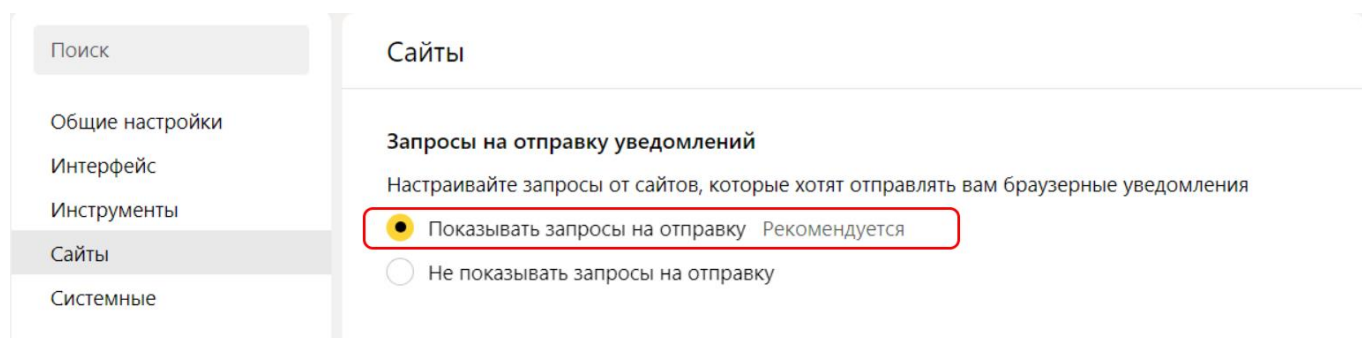 Поиск
Общие настройки
Интерфейс
Инструменты
Сайты
Системные
Сайты
Запросы на отправку уведомлений
Настраивайте запросы от сайтов, которые хотят отправлять вам браузерные уведомления
Показывать запросы на отправку Рекомендуется
Не показывать запросы на отправку